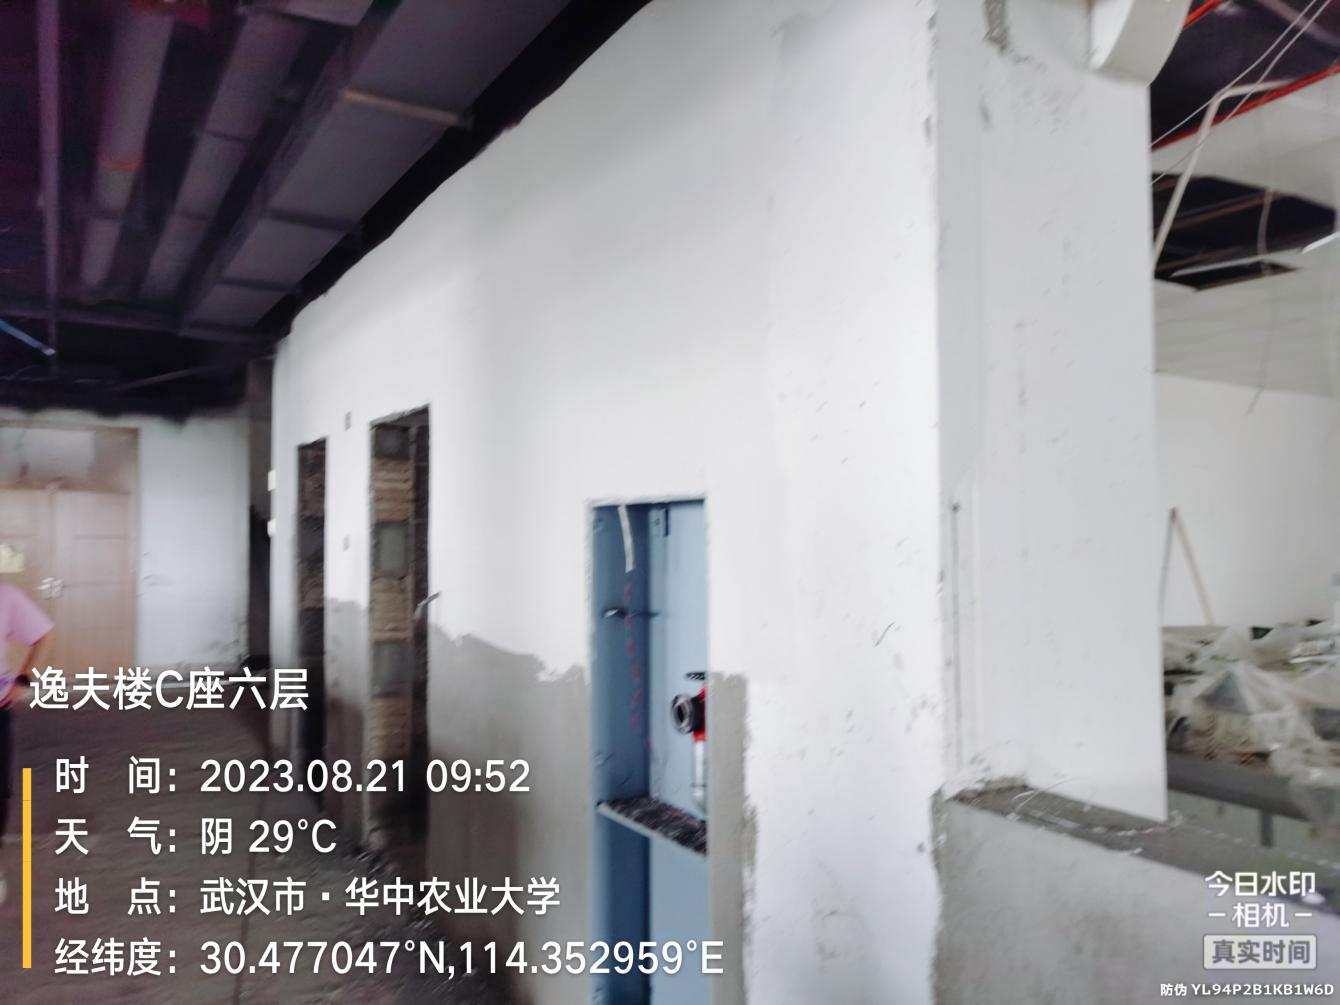 逸夫楼C座六层
时 间：2023.08.21 09:52
天 气：阴 29°C
地 点：武汉市·华中农业大学
经纬度：30.477047°N,114.352959°E
今日水印
－相机－
真实时间
防伪 YL94P2B1KB1W6D